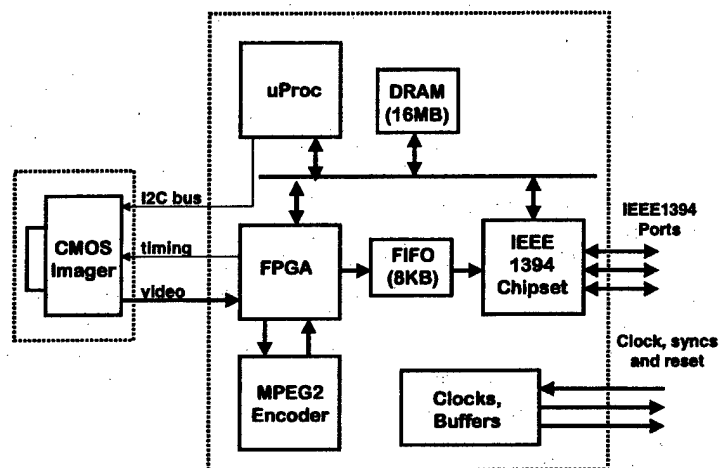 uProc
DRAM
(16MB)
I2C bus
IEEE1394
Ports
CMOS
Imager
timing
FPGA
FIFO
(8KB)
IEEE
1394
Chipset
video
Clock, syncs
and reset
MPEG2
Encoder
Clocks,
Buffers